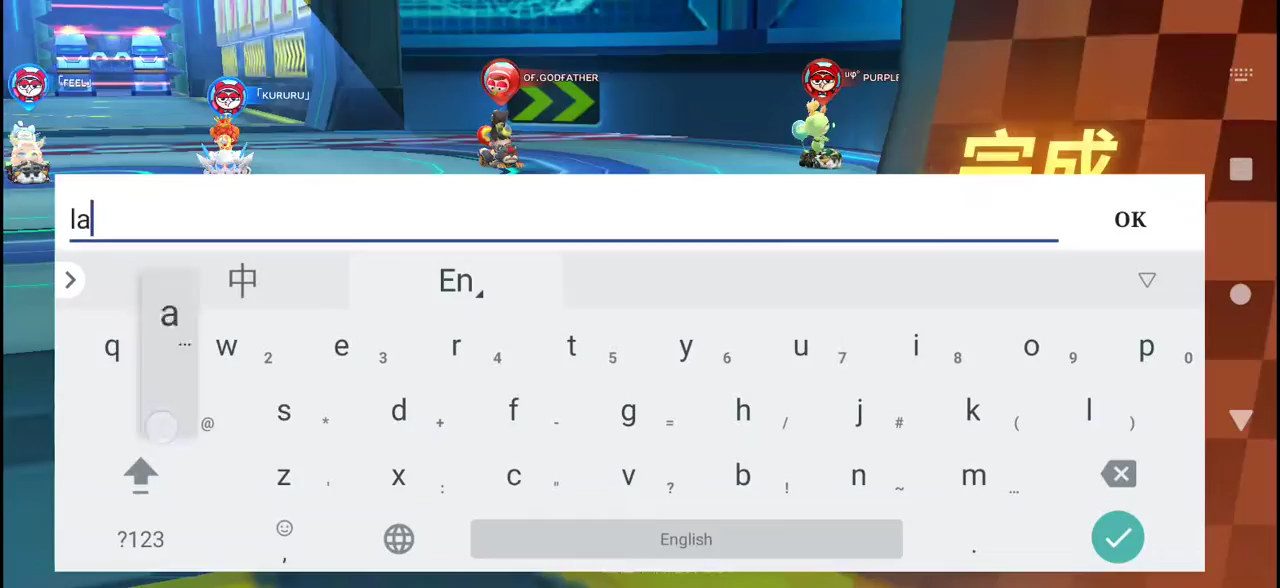 「FEEL」
「KURURU」
OF.GODFATHER
PURPLE
完成
la
OK
中 En
a
...
q w 2 e 3 r 4 t 5 y 6 u 7 i 8 o 9 p 0
@ s * d + f - g = h / j # k ( l )
z ' x : c " v ? b ! n ~ m ...
?123 , English .